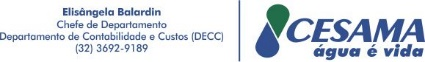 Elisângela Balardin
Chefe de Departamento
Departamento de Contabilidade e Custos (DECC)
(32) 3692-9189
CESAMA
água é vida